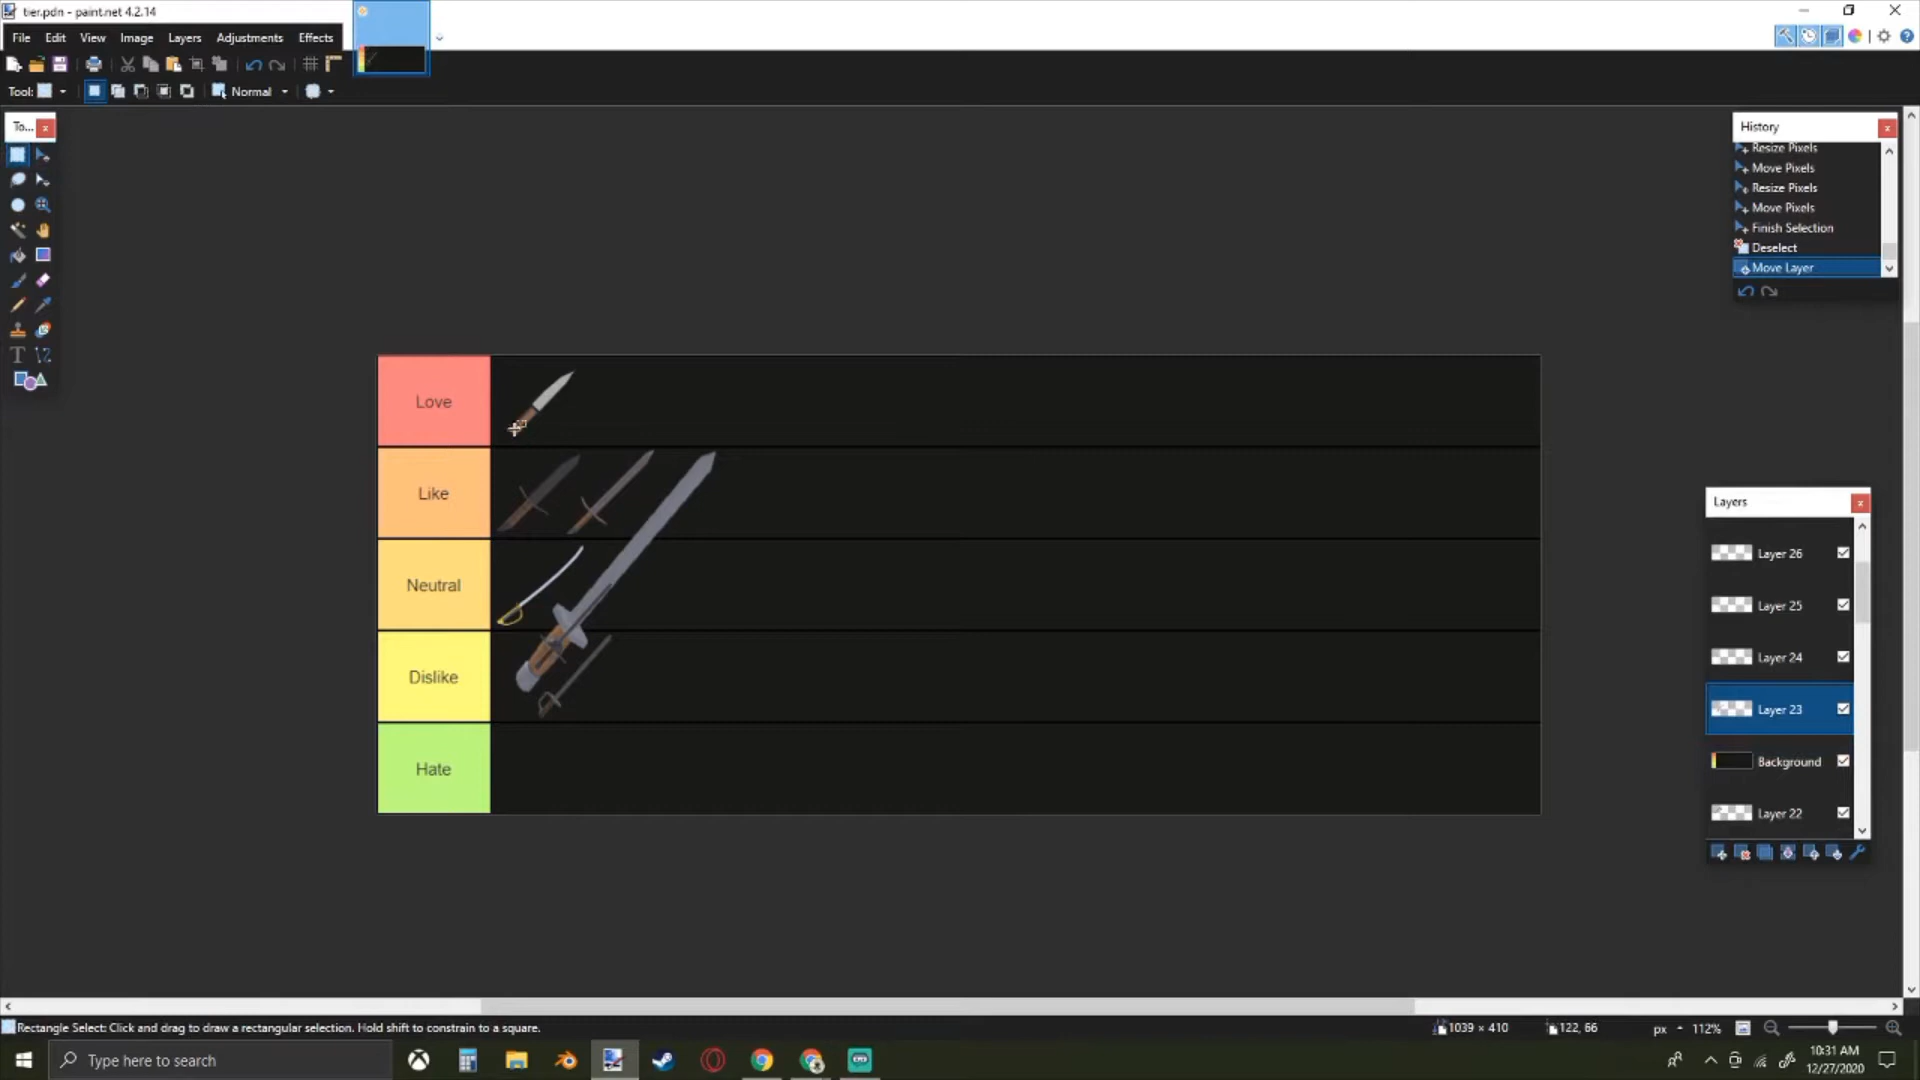 tier.pdn - paint.net 4.2.14
File Edit View Image Layers Adjustments Effects
Tool: Normal
To...
History
Resize Pixels
Move Pixels
Resize Pixels
Move Pixels
Finish Selection
Deselect
Move Layer
Love
Like
Neutral
Dislike
Hate
Layers
Layer 26
Layer 25
Layer 24
Layer 23
Background
Layer 22
Rectangle Select: Click and drag to draw a rectangular selection. Hold shift to constrain to a square.
1039 × 410
122, 66
px
112%
Type here to search
10:31 AM
12/27/2020